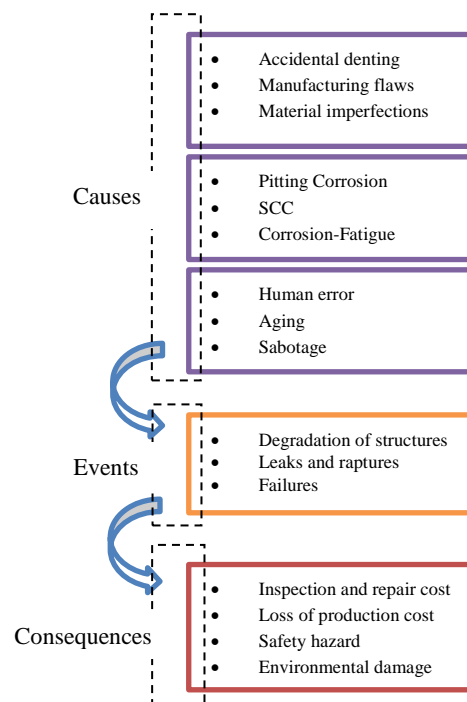 Causes
• Accidental denting
• Manufacturing flaws
• Material imperfections
• Pitting Corrosion
• SCC
• Corrosion-Fatigue
• Human error
• Aging
• Sabotage
Events
• Degradation of structures
• Leaks and raptures
• Failures
Consequences
• Inspection and repair cost
• Loss of production cost
• Safety hazard
• Environmental damage